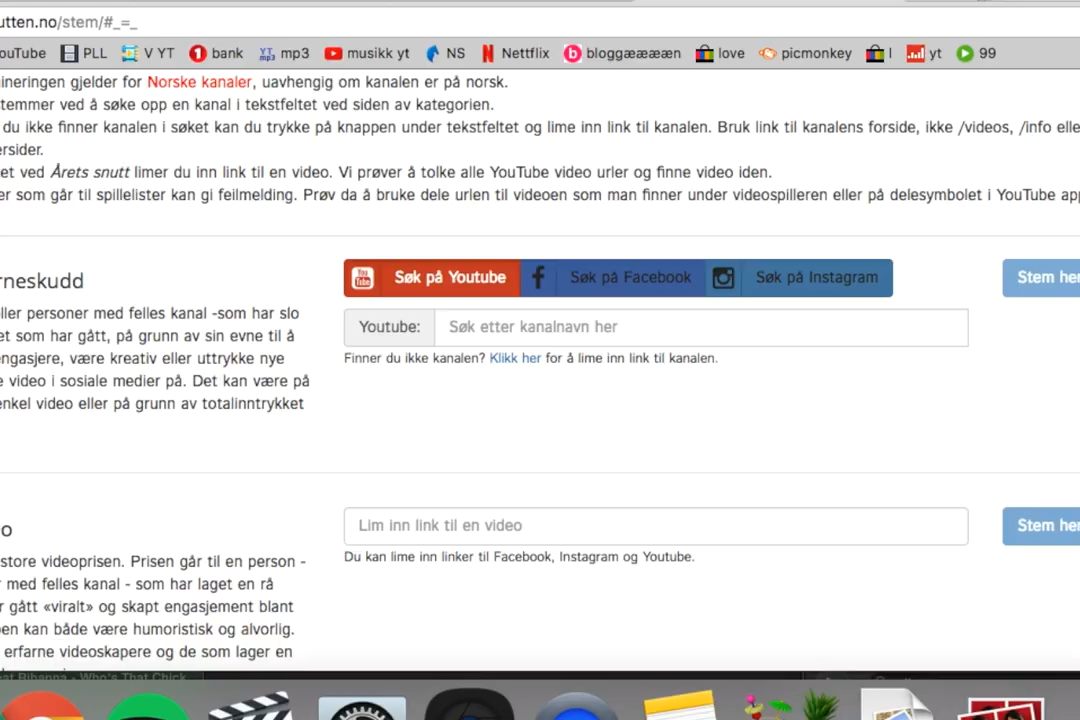 utten.no/stem/#_=_
ouTube PLL V YT bank mp3 musikk yt NS Nettflix bloggæææææn love picmonkey l yt 99
ineringen gjelder for Norske kanaler, uavhengig om kanalen er på norsk.
temmer ved å søke opp en kanal i tekstfeltet ved siden av kategorien.
du ikke finner kanalen i søket kan du trykke på knappen under tekstfeltet og lime inn link til kanalen. Bruk link til kanalens forside, ikke /videos, /info elle
ersider.
et ved Årets snutt limer du inn link til en video. Vi prøver å tolke alle YouTube video urler og finne video iden.
er som går til spillelister kan gi feilmelding. Prøv da å bruke dele urlen til videoen som man finner under videospilleren eller på delesymbolet i YouTube app
rneskudd
Søk på Youtube Søk på Facebook Søk på Instagram
Stem her
Youtube: Søk etter kanalnavn her
Finner du ikke kanalen? Klikk her for å lime inn link til kanalen.
ller personer med felles kanal -som har slo
et som har gått, på grunn av sin evne til å
engasjere, være kreativ eller uttrykke nye
e video i sosiale medier på. Det kan være på
enkel video eller på grunn av totalinntrykket
o
Lim inn link til en video
Stem her
Du kan lime inn linker til Facebook, Instagram og Youtube.
store videoprisen. Prisen går til en person -
r med felles kanal - som har laget en rå
r gått «viralt» og skapt engasjement blant
oen kan både være humoristisk og alvorlig.
erfarne videoskapere og de som lager en
at Rihanna - Who's That Chick